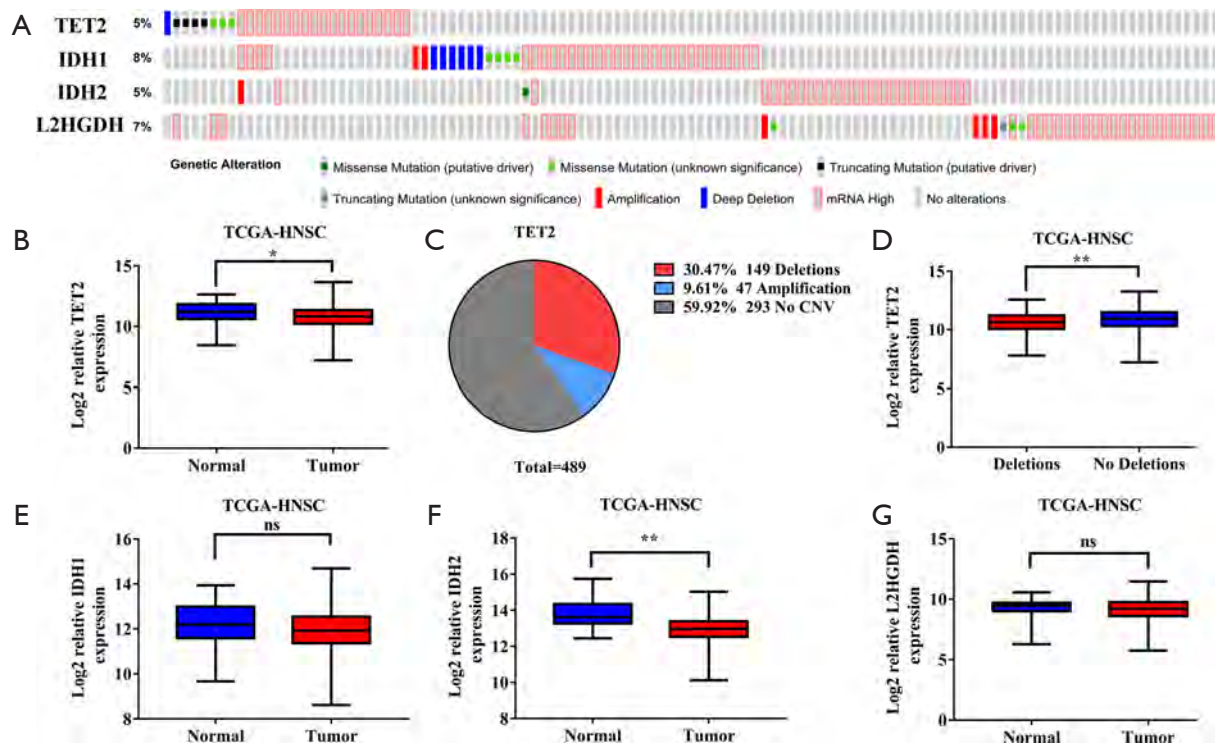 A
TET2 5%
IDH1 8%
IDH2 5%
L2HGDH 7%
Genetic Alteration
Missense Mutation (putative driver) Missense Mutation (unknown significance) Truncating Mutation (putative driver)
Truncating Mutation (unknown significance) Amplification Deep Deletion mRNA High No alterations
B
TCGA-HNSC
*
Log2 relative TET2
expression
15
10
5
0
Normal Tumor
C
TET2
30.47% 149 Deletions
9.61% 47 Amplification
59.92% 293 No CNV
Total=489
D
TCGA-HNSC
**
Log2 relative TET2
expression
15
10
5
0
Deletions No Deletions
E
TCGA-HNSC
ns
Log2 relative IDH1
expression
16
14
12
10
8
Normal Tumor
F
TCGA-HNSC
**
Log2 relative IDH2
expression
18
16
14
12
10
8
Normal Tumor
G
TCGA-HNSC
ns
Log2 relative L2HGDH
expression
15
10
5
0
Normal Tumor